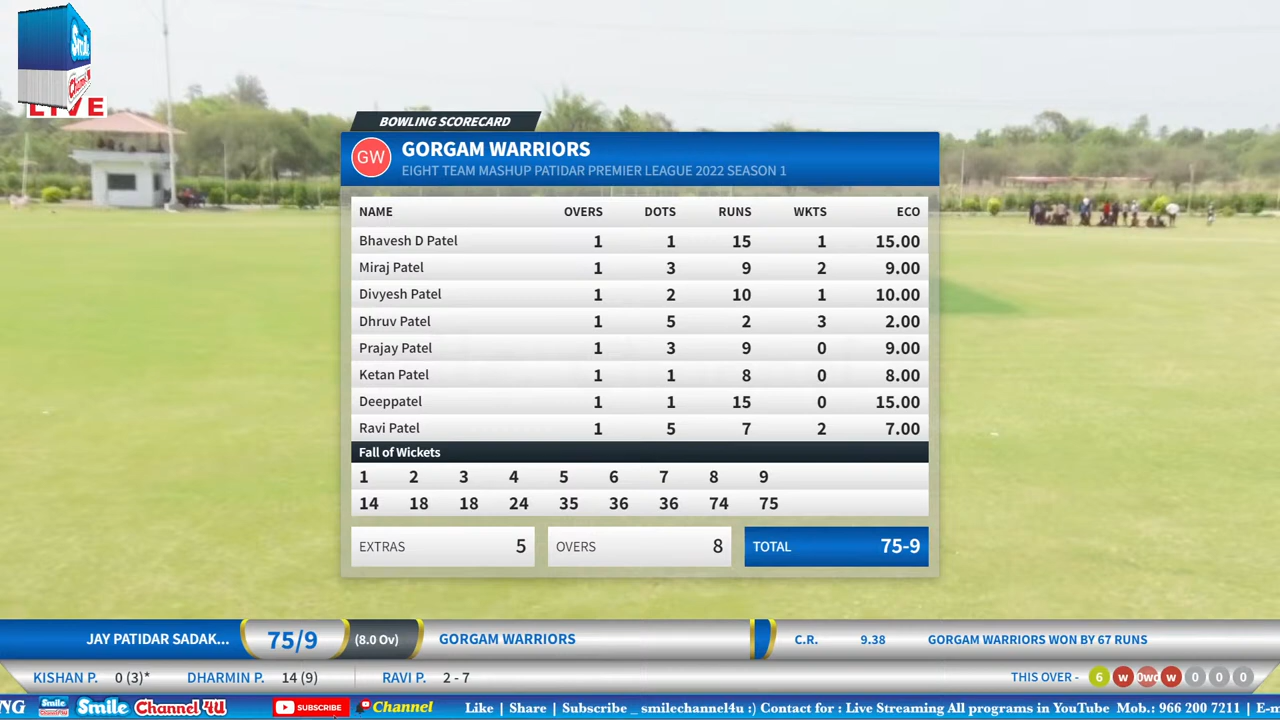 Smile
Channel 4U
LIVE
BOWLING SCORECARD
GW
GORGAM WARRIORS
EIGHT TEAM MASHUP PATIDAR PREMIER LEAGUE 2022 SEASON 1
NAME OVERS DOTS RUNS WKTS ECO
Bhavesh D Patel 1 1 15 1 15.00
Miraj Patel 1 3 9 2 9.00
Divyesh Patel 1 2 10 1 10.00
Dhruv Patel 1 5 2 3 2.00
Prajay Patel 1 3 9 0 9.00
Ketan Patel 1 1 8 0 8.00
Deeppatel 1 1 15 0 15.00
Ravi Patel 1 5 7 2 7.00
Fall of Wickets
1 2 3 4 5 6 7 8 9
14 18 18 24 35 36 36 74 75
EXTRAS 5 OVERS 8 TOTAL 75-9
JAY PATIDAR SADAK... 75/9 (8.0 Ov) GORGAM WARRIORS C.R. 9.38 GORGAM WARRIORS WON BY 67 RUNS
KISHAN P. 0 (3)* DHARMIN P. 14 (9) RAVI P. 2 - 7 THIS OVER - 6 w 0wd w 0 0 0
NG Smile Smile Channel 4U SUBSCRIBE Channel Like | Share | Subscribe _ smilechannel4u :) Contact for : Live Streaming All programs in YouTube Mob.: 966 200 7211 | E-m